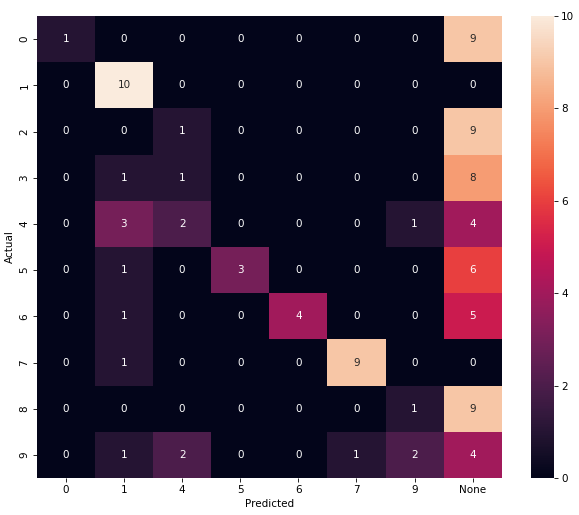 0 1 0 0 0 0 0 0 9
1 0 10 0 0 0 0 0 0
2 0 0 1 0 0 0 0 9
3 0 1 1 0 0 0 0 8
4 0 3 2 0 0 0 1 4
5 0 1 0 3 0 0 0 6
6 0 1 0 0 4 0 0 5
7 0 1 0 0 0 9 0 0
8 0 0 0 0 0 0 1 9
9 0 1 2 0 0 1 2 4
0 1 4 5 6 7 9 None
Predicted
Actual
10
8
6
4
2
0